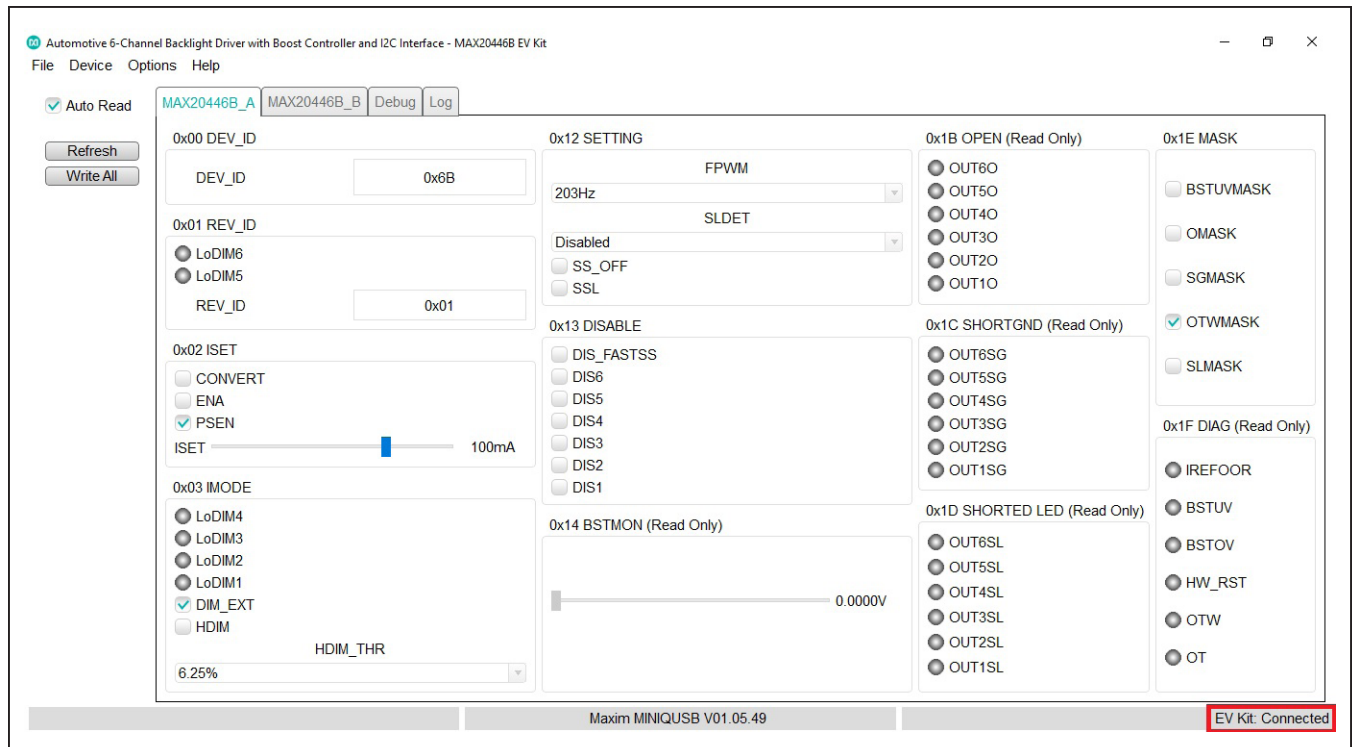 Automotive 6-Channel Backlight Driver with Boost Controller and I2C Interface - MAX20446B EV Kit
File Device Options Help
Auto Read
Refresh
Write All
MAX20446B_A MAX20446B_B Debug Log
0x00 DEV_ID
DEV_ID 0x6B
0x01 REV_ID
LoDIM6
LoDIM5
REV_ID 0x01
0x02 ISET
CONVERT
ENA
PSEN
ISET 100mA
0x03 IMODE
LoDIM4
LoDIM3
LoDIM2
LoDIM1
DIM_EXT
HDIM
HDIM_THR
6.25%
0x12 SETTING
FPWM
203Hz
SLDET
Disabled
SS_OFF
SSL
0x13 DISABLE
DIS_FASTSS
DIS6
DIS5
DIS4
DIS3
DIS2
DIS1
0x14 BSTMON (Read Only)
0.0000V
0x1B OPEN (Read Only)
OUT6O
OUT5O
OUT4O
OUT3O
OUT2O
OUT1O
0x1C SHORTGND (Read Only)
OUT6SG
OUT5SG
OUT4SG
OUT3SG
OUT2SG
OUT1SG
0x1D SHORTED LED (Read Only)
OUT6SL
OUT5SL
OUT4SL
OUT3SL
OUT2SL
OUT1SL
0x1E MASK
BSTUVMASK
OMASK
SGMASK
OTWMASK
SLMASK
0x1F DIAG (Read Only)
IREFOOR
BSTUV
BSTOV
HW_RST
OTW
OT
Maxim MINIQUSB V01.05.49
EV Kit: Connected